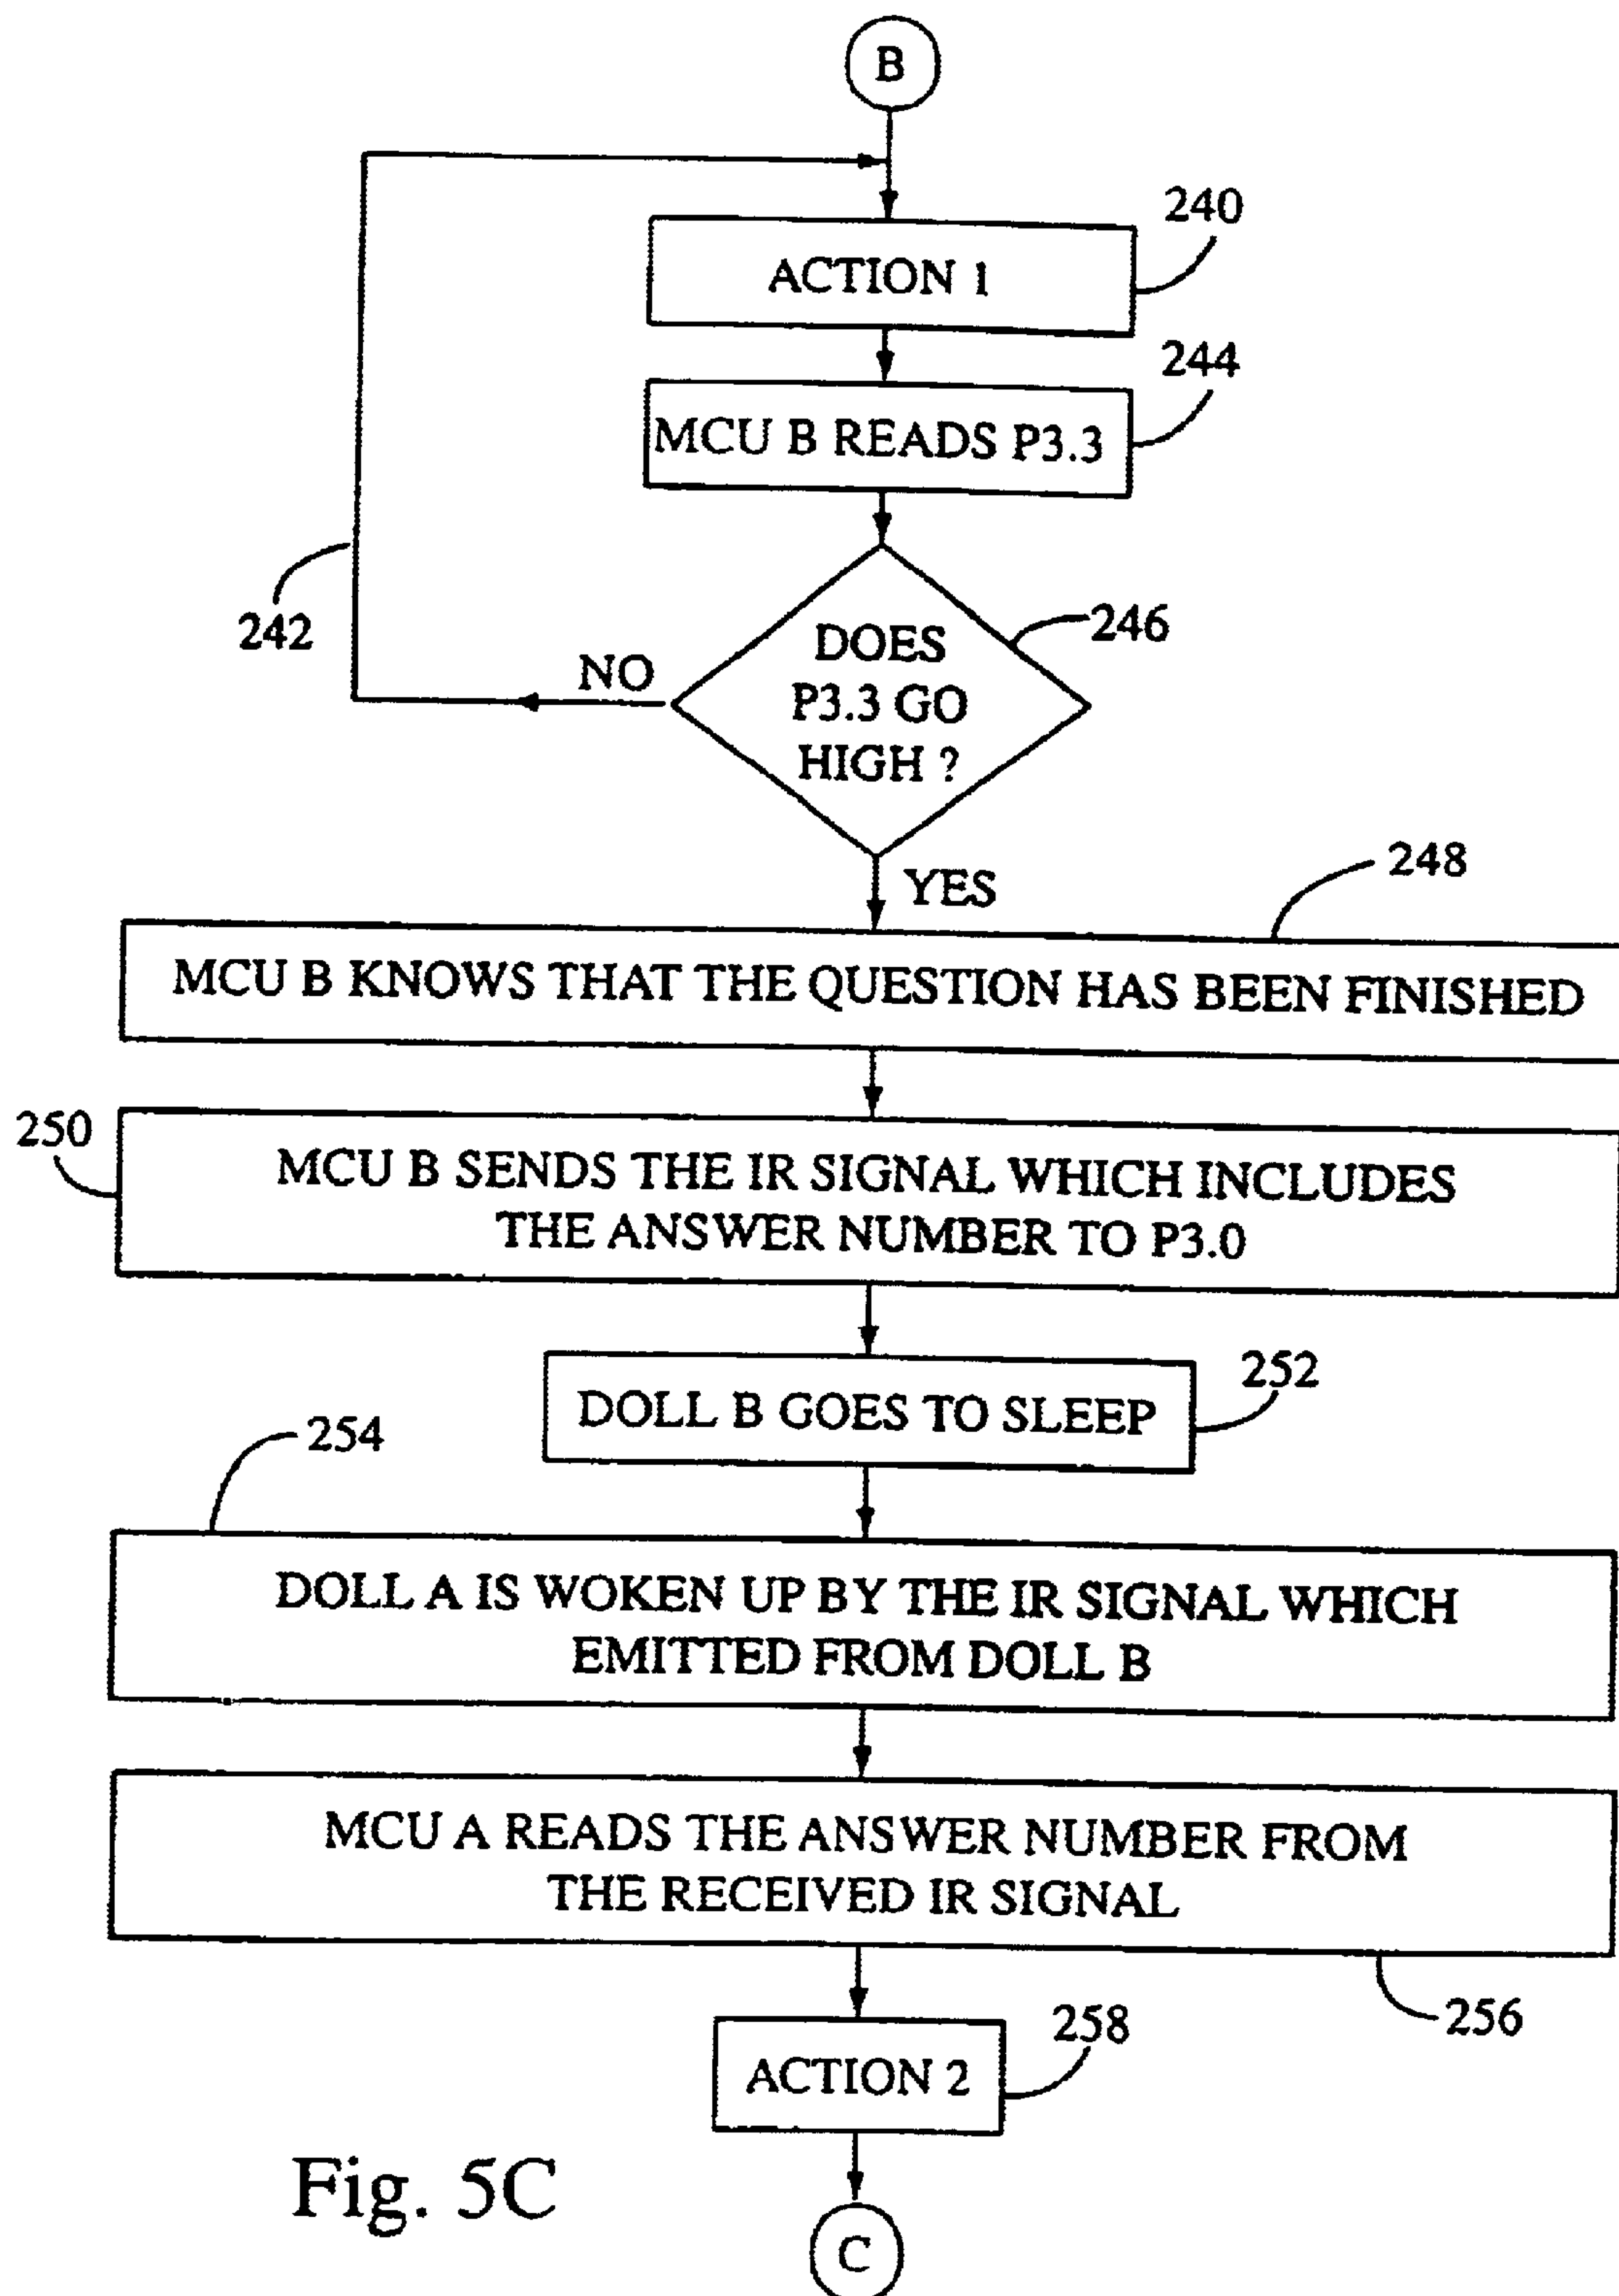 B
240
ACTION 1
244
MCU B READS P3.3
242
246
DOES
P3.3 GO
HIGH ?
NO
YES
248
MCU B KNOWS THAT THE QUESTION HAS BEEN FINISHED
250
MCU B SENDS THE IR SIGNAL WHICH INCLUDES
THE ANSWER NUMBER TO P3.0
252
DOLL B GOES TO SLEEP
254
DOLL A IS WOKEN UP BY THE IR SIGNAL WHICH
EMITTED FROM DOLL B
MCU A READS THE ANSWER NUMBER FROM
THE RECEIVED IR SIGNAL
256
258
ACTION 2
Fig. 5C
C